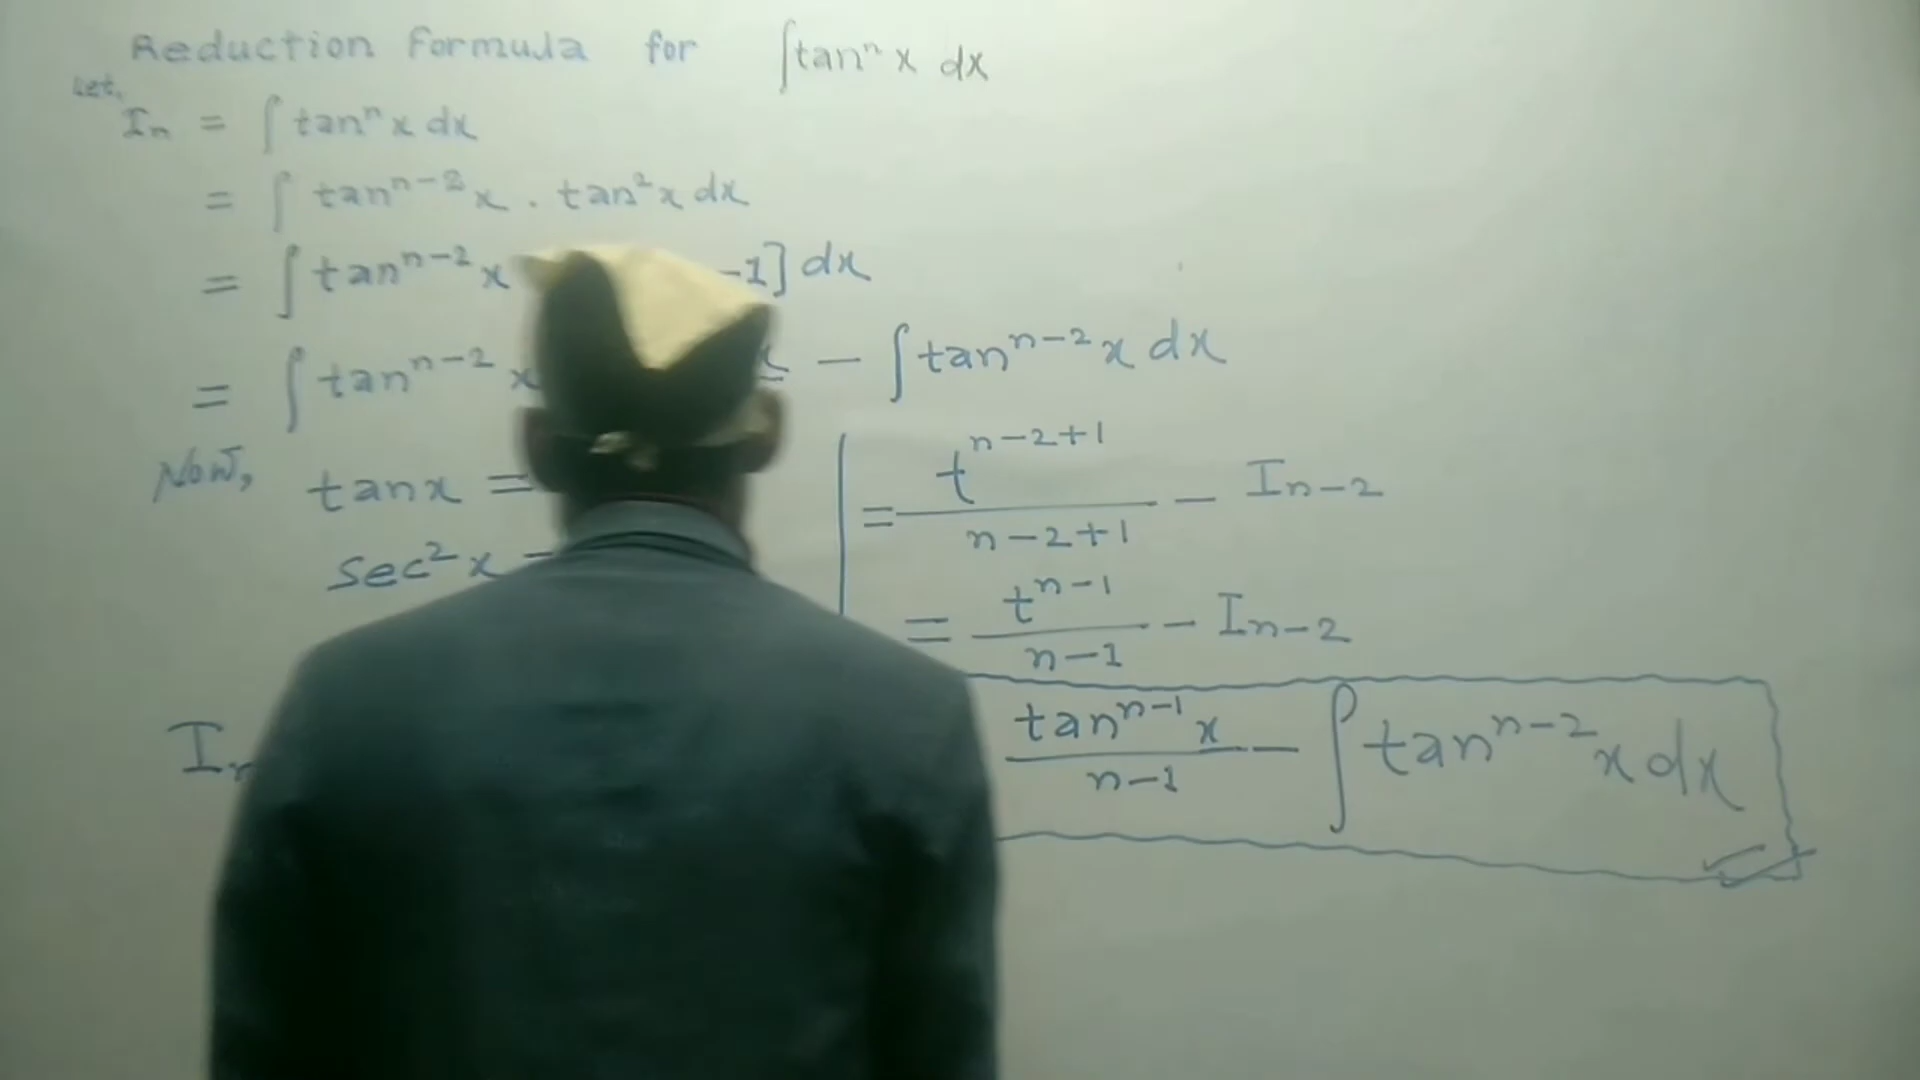 Reduction Formula for ∫tanⁿ x dx
Let,
Iₙ = ∫ tanⁿ x dx
= ∫ tanⁿ⁻² x . tan² x dx
= ∫ tanⁿ⁻² x -1] dx
= ∫ tanⁿ⁻² x x − ∫ tanⁿ⁻² x dx
Now, tanx =
sec² x =
= tⁿ⁻²⁺¹ / n-2+1 − Iₙ₋₂
= tⁿ⁻¹ / n-1 − Iₙ₋₂
Iₙ tanⁿ⁻¹ x / n-1 − ∫ tanⁿ⁻² x dx